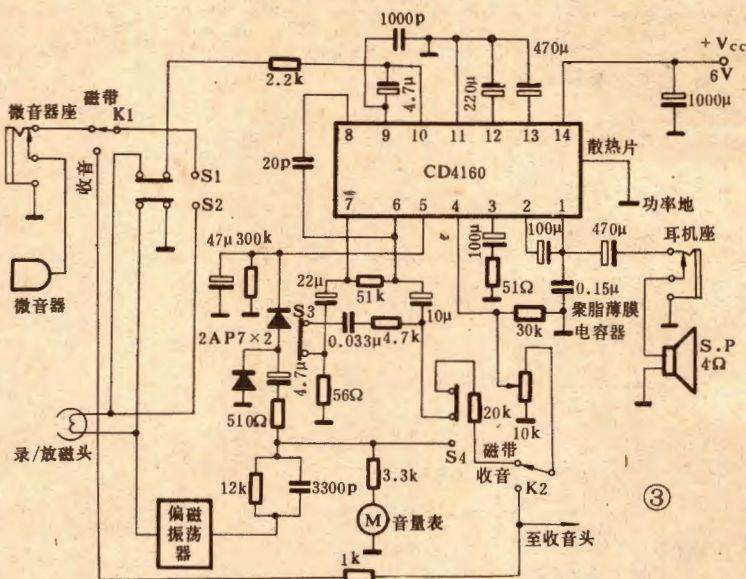 1000p
470μ
+Vcc
6V
2.2k
4.7μ
220μ
1000μ
微音器座
磁带
K1
收音
20p
8
9
10
11
12
13
14
CD4160
散热片
7
6
5
4
3
2
1
S1
S2
功率地
微音器
47μ
300k
22μ
51k
10μ
100μ
51Ω
100μ
470μ
耳机座
0.15μ
聚脂薄膜
电容器
30k
2AP7×2
S3
0.033μ
4.7k
4.7μ
56Ω
510Ω
20k
10k
S.P
4Ω
录/放磁头
S4
磁带
收音
K2
12k
3300p
3.3k
M
音量表
偏磁
振荡
器
1k
至收音头
③